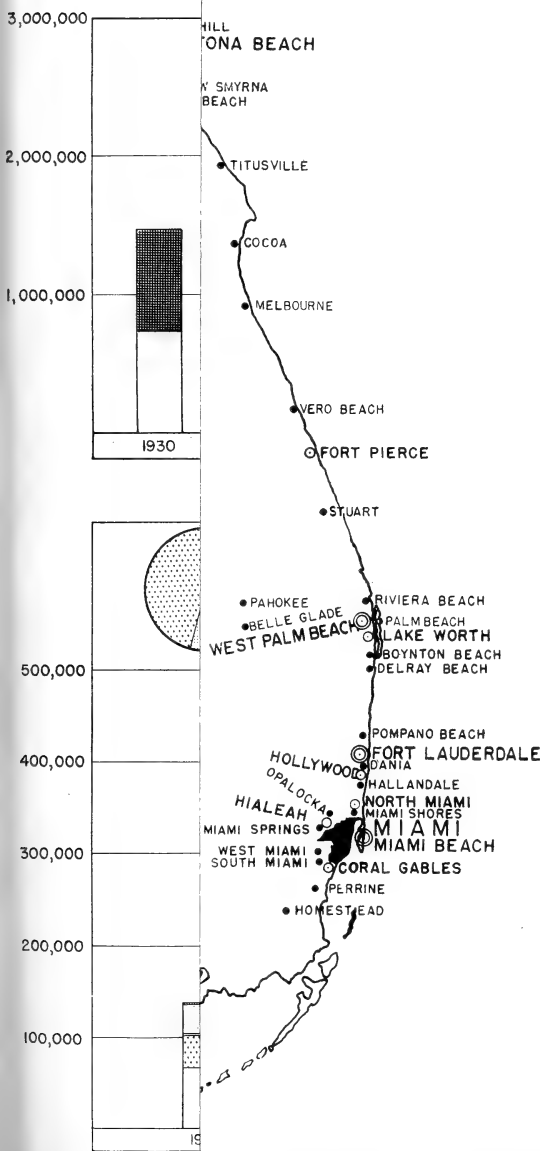 3,000,000
HILL
TONA BEACH
W SMYRNA
BEACH
2,000,000
TITUSVILLE
COCOA
1,000,000
MELBOURNE
VERO BEACH
1930
FORT PIERCE
STUART
PAHOKEE
RIVIERA BEACH
BELLE GLADE
PALM BEACH
WEST PALM BEACH
LAKE WORTH
BOYNTON BEACH
500,000
DELRAY BEACH
POMPANO BEACH
400,000
FORT LAUDERDALE
DANIA
HOLLYWOOD
HALLANDALE
OPALOCKA
NORTH MIAMI
HIALEAH
MIAMI SHORES
MIAMI SPRINGS
MIAMI
MIAMI BEACH
300,000
WEST MIAMI
SOUTH MIAMI
CORAL GABLES
PERRINE
HOMESTEAD
200,000
100,000
19